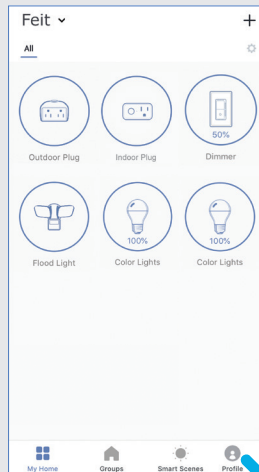 Feit
All
50%
Outdoor Plug Indoor Plug Dimmer
100% 100%
Flood Light Color Lights Color Lights
My Home Groups Smart Scenes Profile